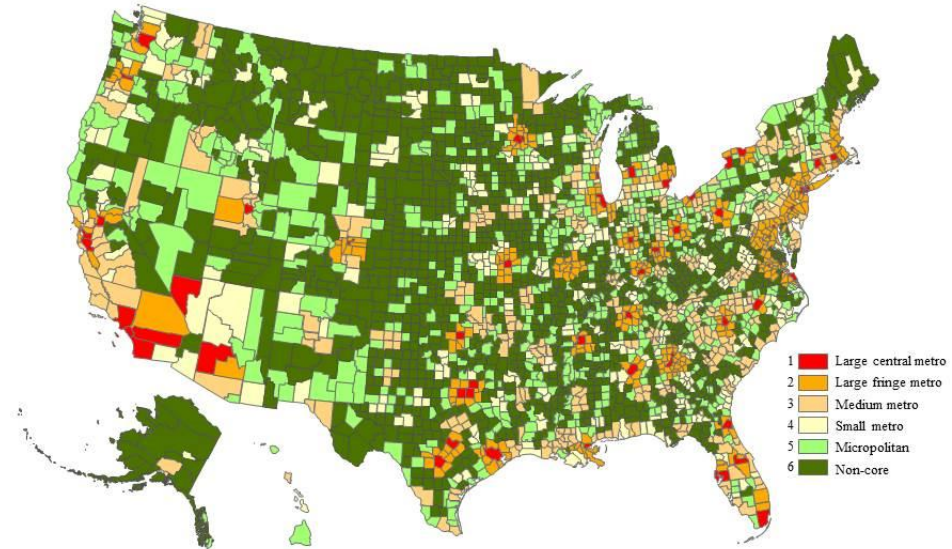 1 Large central metro
2 Large fringe metro
3 Medium metro
4 Small metro
5 Micropolitan
6 Non-core